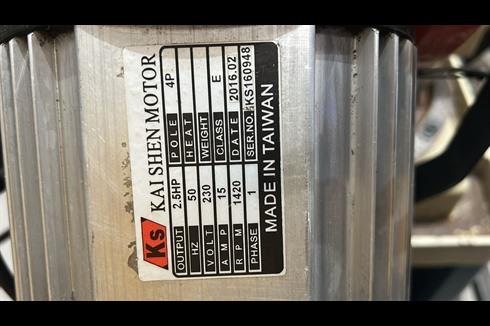 Ks KAI SHEN MOTOR
OUTPUT 2.5HP POLE 4P
HZ 50 HEAT
VOLT 230 WEIGHT
AMP 15 CLASS E
RPM 1420 DATE 2016.02
PHASE 1 SER.NO. KS160948
MADE IN TAIWAN